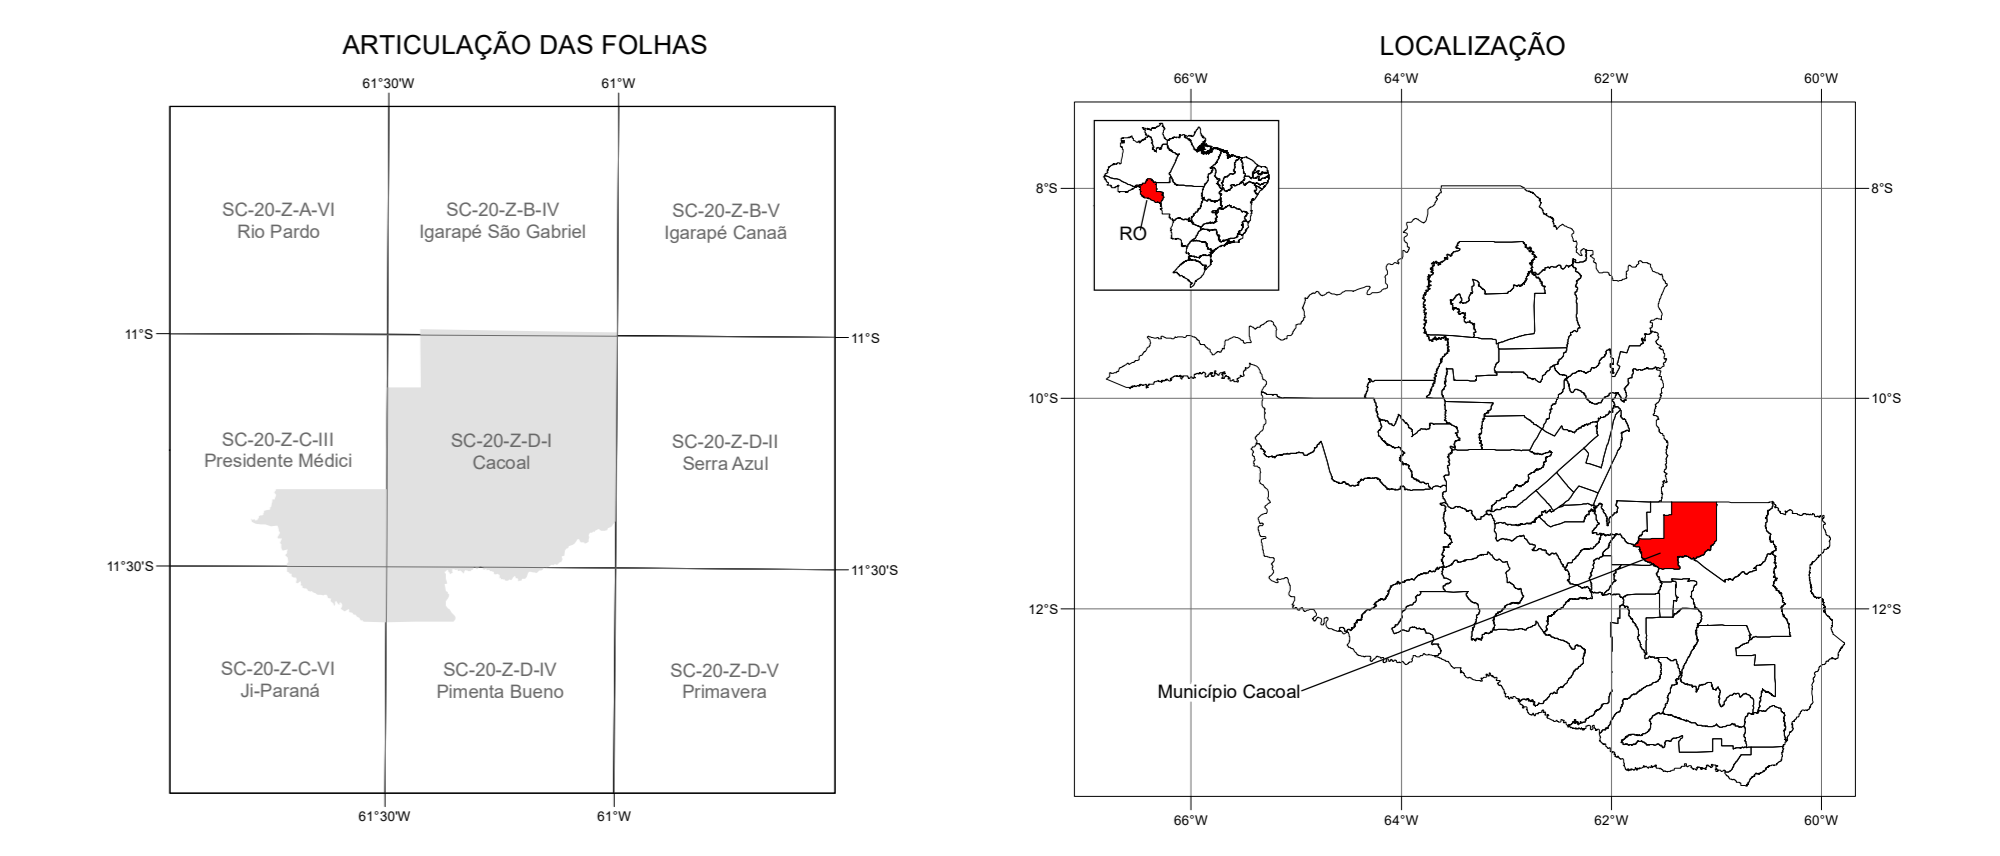 ARTICULAÇÃO DAS FOLHAS
61°30'W
61°W
SC-20-Z-A-VI
Rio Pardo
SC-20-Z-B-IV
Igarapé São Gabriel
SC-20-Z-B-V
Igarapé Canaã
11°S
11°S
SC-20-Z-C-III
Presidente Médici
SC-20-Z-D-I
Cacoal
SC-20-Z-D-II
Serra Azul
11°30'S
11°30'S
SC-20-Z-C-VI
Ji-Paraná
SC-20-Z-D-IV
Pimenta Bueno
SC-20-Z-D-V
Primavera
61°30'W
61°W
LOCALIZAÇÃO
66°W
64°W
62°W
60°W
RO
8°S
8°S
10°S
10°S
12°S
12°S
Município Cacoal
66°W
64°W
62°W
60°W